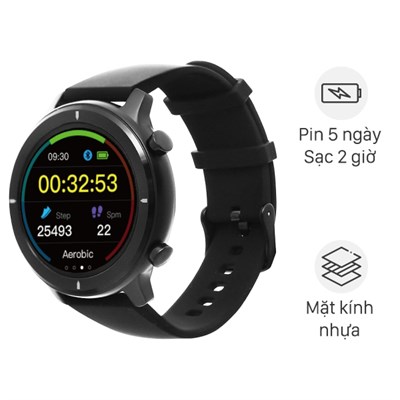 09:30
00:32:53
Step Spm
25493 22
Aerobic
Pin 5 ngày
Sạc 2 giờ
Mặt kính
nhựa